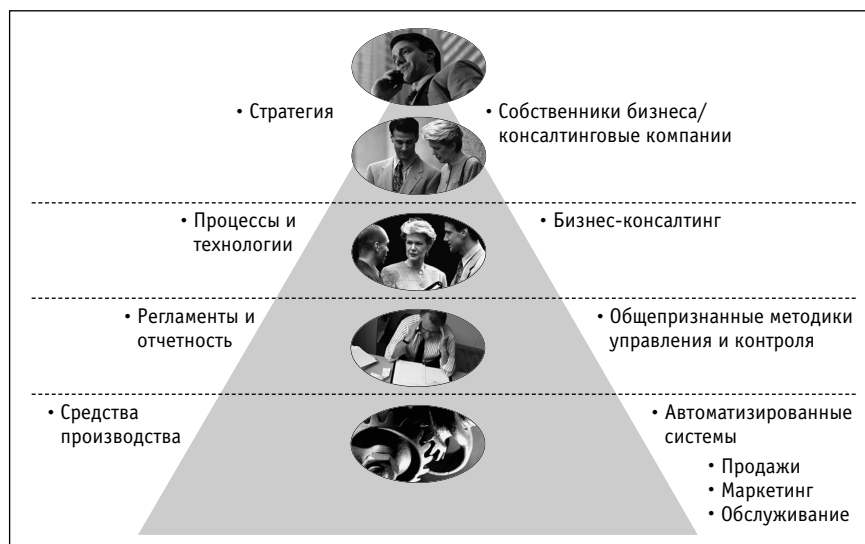 • Стратегия
• Собственники бизнеса/
консалтинговые компании
• Процессы и
технологии
• Бизнес-консалтинг
• Регламенты и
отчетность
• Общепризнанные методики
управления и контроля
• Средства
производства
• Автоматизированные
системы
• Продажи
• Маркетинг
• Обслуживание